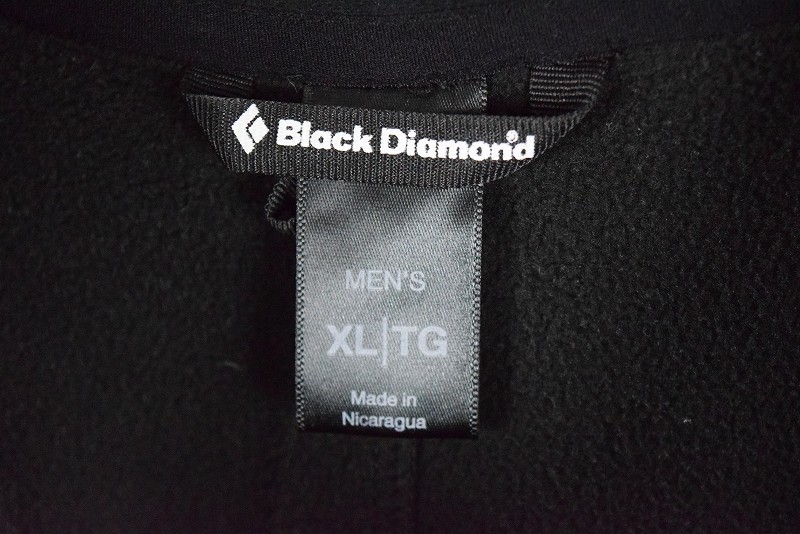 Black Diamond
MEN'S
XL|TG
Made in
Nicaragua